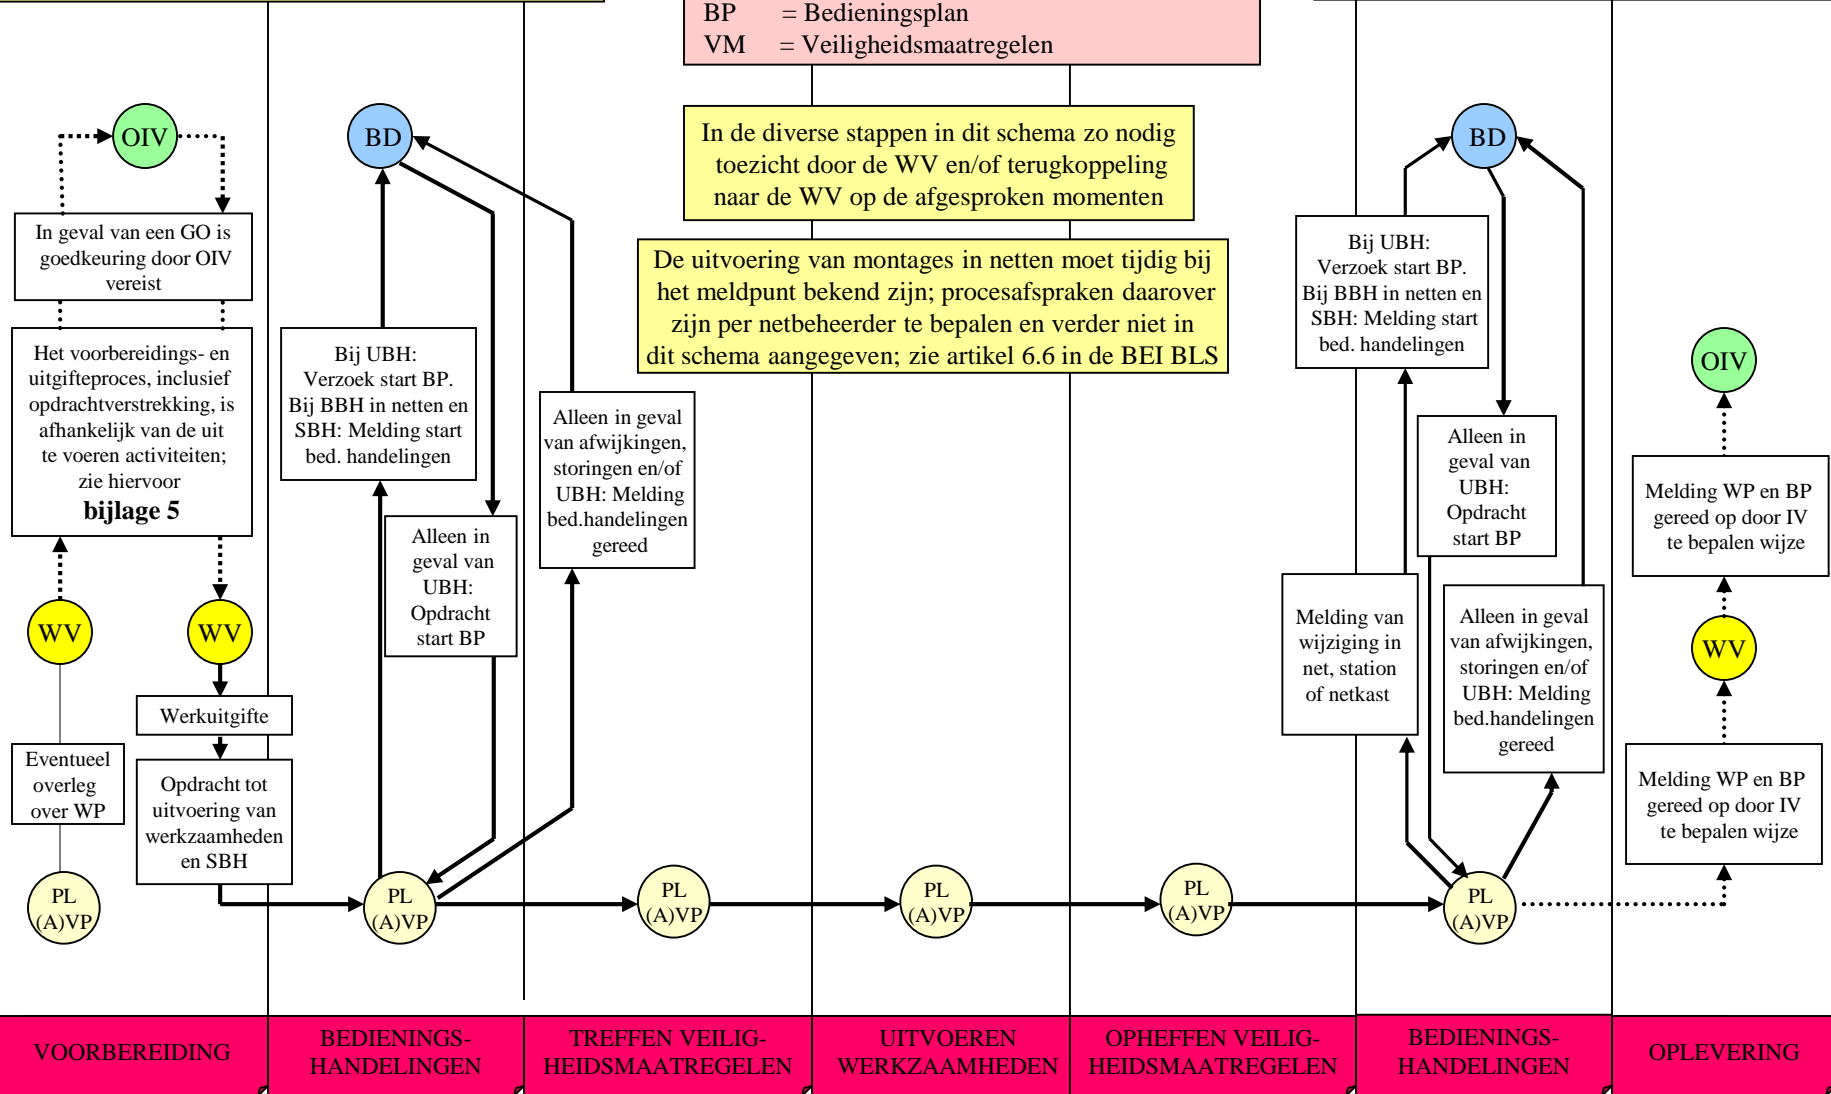 BP = Bedieningsplan
VM = Veiligheidsmaatregelen
OIV
In geval van een GO is
goedkeuring door OIV
vereist
Het voorbereidings- en
uitgifteproces, inclusief
opdrachtverstrekking, is
afhankelijk van de uit
te voeren activiteiten;
zie hiervoor
bijlage 5
WV
WV
Werkuitgifte
Eventueel
overleg
over WP
Opdracht tot
uitvoering van
werkzaamheden
en SBH
PL
(A)VP
BD
Bij UBH:
Verzoek start BP.
Bij BBH in netten en
SBH: Melding start
bed. handelingen
Alleen in
geval van
UBH:
Opdracht
start BP
PL
(A)VP
Alleen in geval
van afwijkingen,
storingen en/of
UBH: Melding
bed.handelingen
gereed
PL
(A)VP
In de diverse stappen in dit schema zo nodig
toezicht door de WV en/of terugkoppeling
naar de WV op de afgesproken momenten
De uitvoering van montages in netten moet tijdig bij
het meldpunt bekend zijn; procesafspraken daarover
zijn per netbeheerder te bepalen en verder niet in
dit schema aangegeven; zie artikel 6.6 in de BEI BLS
PL
(A)VP
PL
(A)VP
BD
Bij UBH:
Verzoek start BP.
Bij BBH in netten en
SBH: Melding start
bed. handelingen
Alleen in
geval van
UBH:
Opdracht
start BP
Melding van
wijziging in
net, station
of netkast
Alleen in geval
van afwijkingen,
storingen en/of
UBH: Melding
bed.handelingen
gereed
PL
(A)VP
OIV
Melding WP en BP
gereed op door IV
te bepalen wijze
WV
Melding WP en BP
gereed op door IV
te bepalen wijze
VOORBEREIDING
BEDIENINGS-
HANDELINGEN
TREFFEN VEILIG-
HEIDSMAATREGELEN
UITVOEREN
WERKZAAMHEDEN
OPHEFFEN VEILIG-
HEIDSMAATREGELEN
BEDIENINGS-
HANDELINGEN
OPLEVERING